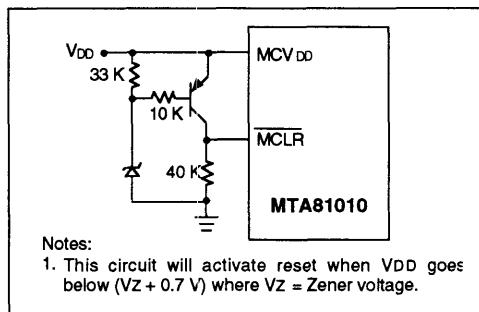 VDD
MCVDD
33 K
10 K
MCLR
40 K
MTA81010
Notes:
1. This circuit will activate reset when VDD goes
below (VZ + 0.7 V) where VZ = Zener voltage.